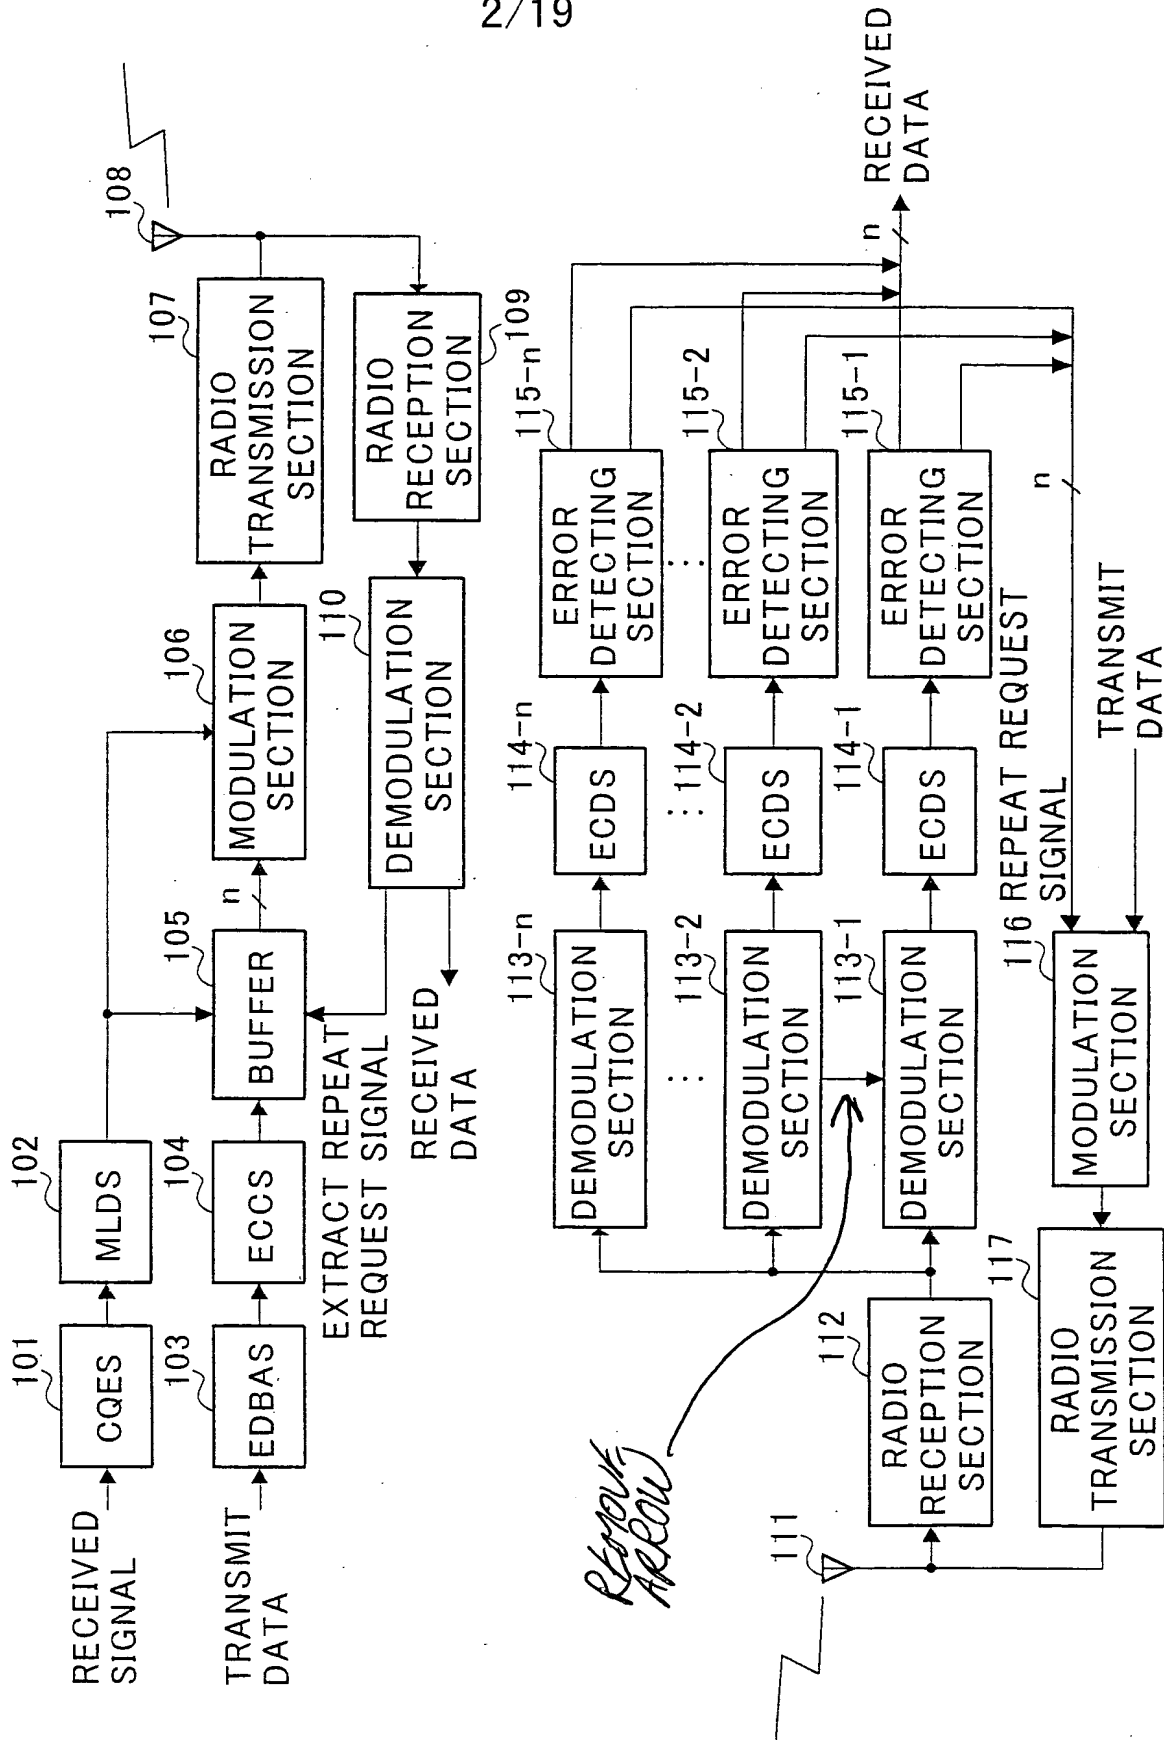 2/19
RECEIVED
SIGNAL
101
CQES
102
MLDS
TRANSMIT
DATA
103
EDBAS
104
ECCS
105
BUFFER
n
106
MODULATION
SECTION
107
RADIO
TRANSMISSION
SECTION
108
EXTRACT REPEAT
REQUEST SIGNAL
RECEIVED
DATA
110
DEMODULATION
SECTION
109
RADIO
RECEPTION
SECTION
REMOVE
ARROW
111
112
RADIO
RECEPTION
SECTION
113-n
DEMODULATION
SECTION
114-n
ECDS
115-n
ERROR
DETECTING
SECTION
113-2
DEMODULATION
SECTION
114-2
ECDS
115-2
ERROR
DETECTING
SECTION
113-1
DEMODULATION
SECTION
114-1
ECDS
115-1
ERROR
DETECTING
SECTION
n
RECEIVED
DATA
117
RADIO
TRANSMISSION
SECTION
116
MODULATION
SECTION
REPEAT REQUEST
SIGNAL
n
TRANSMIT
DATA